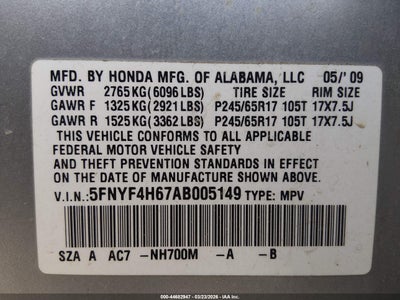 MFD. BY HONDA MFG. OF ALABAMA, LLC 05/'09
GVWR 2765KG(6096LBS) TIRE SIZE RIM SIZE
GAWR F 1325KG(2921LBS) P245/65R17 105T 17X7.5J
GAWR R 1525KG(3362LBS) P245/65R17 105T 17X7.5J
THIS VEHICLE CONFORMS TO ALL APPLICABLE
FEDERAL MOTOR VEHICLE SAFETY
AND THEFT PREVENTION STANDARDS IN EFFECT
ON THE DATE OF MANUFACTURE SHOWN ABOVE.
V.I.N.:5FNYF4H67AB005149 TYPE: MPV
SZA A AC7 -NH700M -A -B
000-44682947 - 03/23/2026 - IAAI.COM